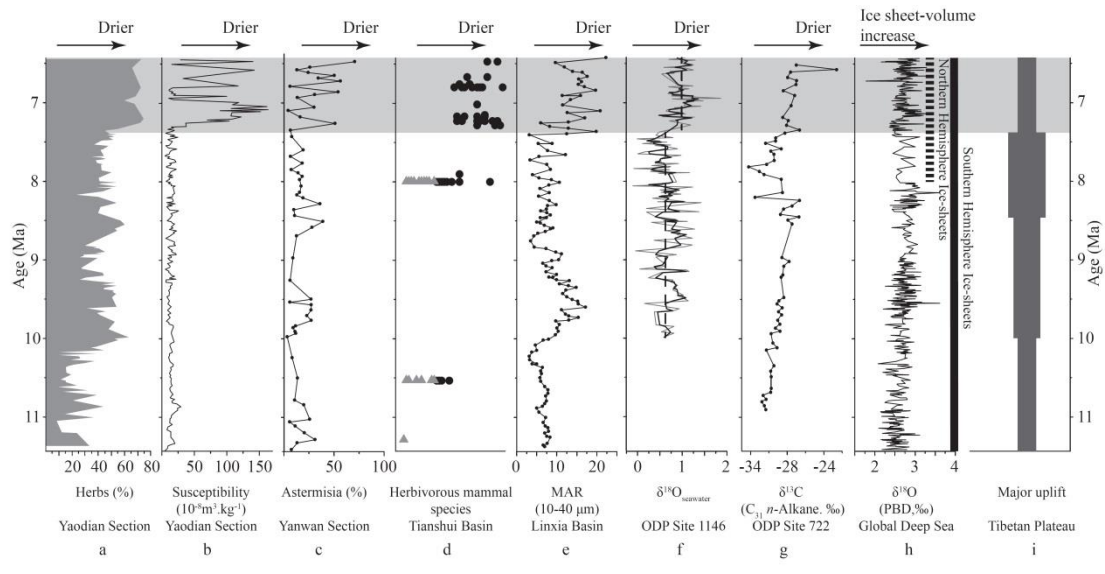 Drier Drier Drier Drier Drier Drier Drier Ice sheet-volume
increase
Age (Ma)
7
8
9
10
11
Northern Hemisphere Ice-sheets
Southern Hemisphere Ice-sheets
7
8
9
10
11
Age (Ma)
20 40 60 80
0 50 100 150
0 50 100
0 10 20
0 1 2
-34 -28 -22
2 3 4
Herbs (%)
Yaodian Section
a
Susceptibility
(10⁻⁸m³.kg⁻¹)
Yaodian Section
b
Astermisia (%)
Yanwan Section
c
Herbivorous mammal
species
Tianshui Basin
d
MAR
(10-40 μm)
Linxia Basin
e
δ¹⁸O seawater
ODP Site 1146
f
δ¹³C
(C₃₁ n-Alkane. ‰)
ODP Site 722
g
δ¹⁸O
(PBD,‰)
Global Deep Sea
h
Major uplift
Tibetan Plateau
i